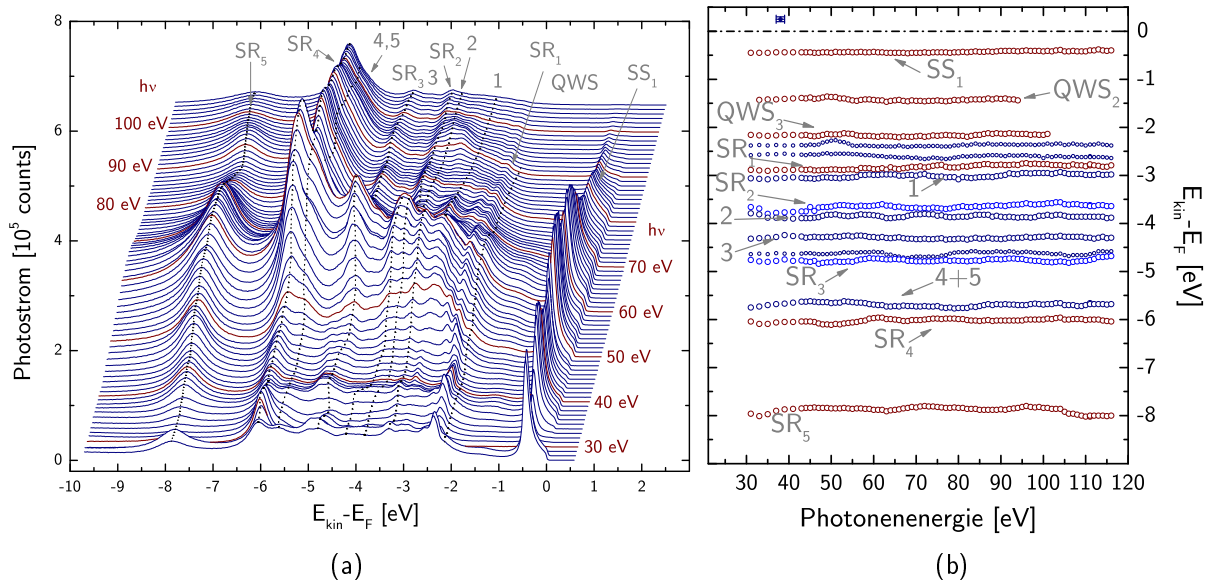 8
6
4
2
0
Photostrom [10⁵ counts]
hν
100 eV
90 eV
80 eV
SR₅
SR₄
4,5
SR₃
3
SR₂
2
1
SR₁
QWS
SS₁
hν
70 eV
60 eV
50 eV
40 eV
30 eV
-10 -9 -8 -7 -6 -5 -4 -3 -2 -1 0 1 2
E_kin-E_F [eV]
(a)
SS₁
QWS₂
QWS₃
SR₁
1
SR₂
2
3
SR₃
4+5
SR₄
SR₅
0
-1
-2
-3
-4
-5
-6
-7
-8
E_kin-E_F [eV]
30 40 50 60 70 80 90 100 110 120
Photonenenergie [eV]
(b)